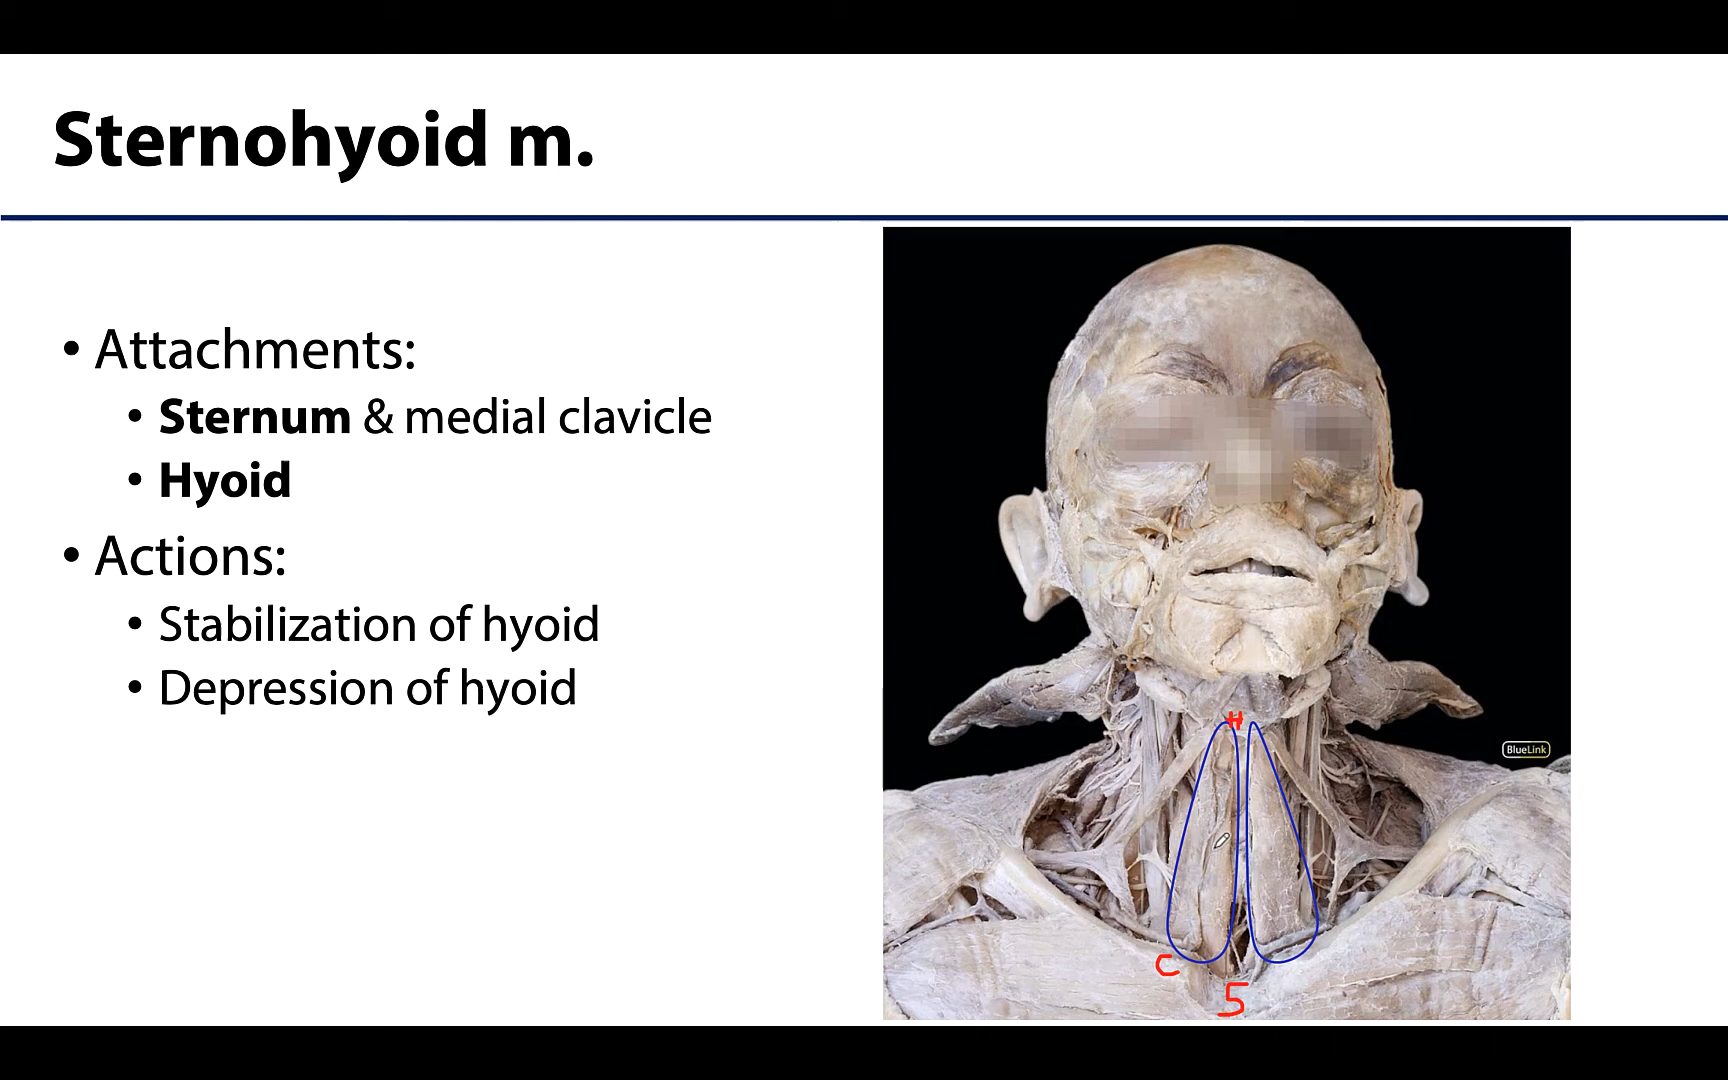 Sternohyoid m.
• Attachments:
• Sternum & medial clavicle
• Hyoid
• Actions:
• Stabilization of hyoid
• Depression of hyoid
H
BlueLink
C
S